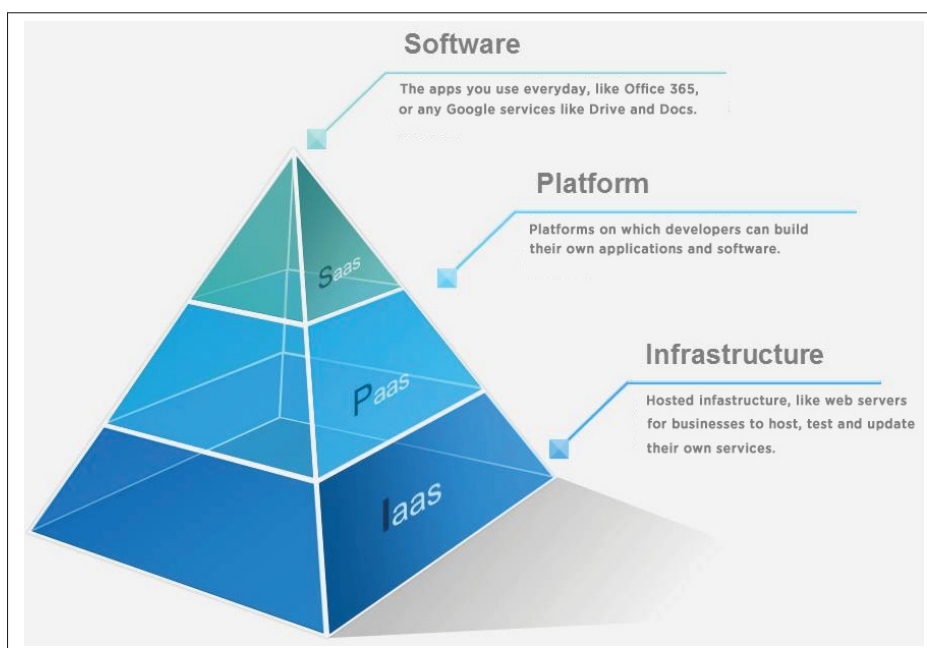 Software
The apps you use everyday, like Office 365,
or any Google services like Drive and Docs.
Platform
Platforms on which developers can build
their own applications and software.
Infrastructure
Hosted infastructure, like web servers
for businesses to host, test and update
their own services.
Saas
Paas
Iaas